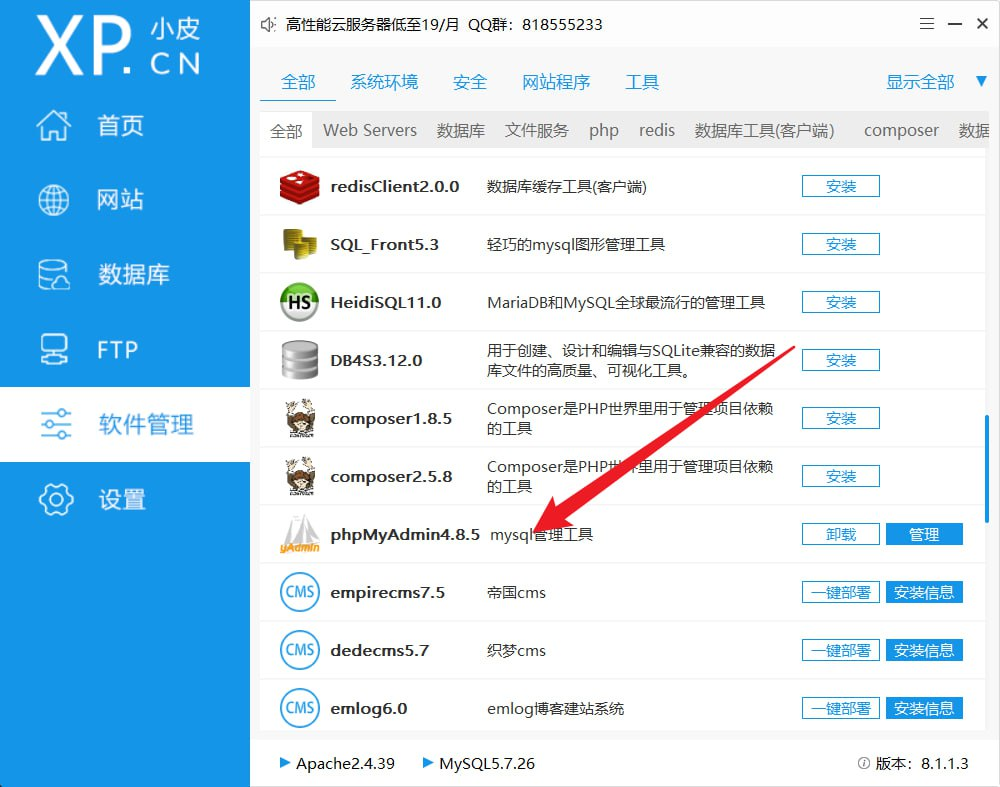 XP.CN 小皮
高性能云服务器低至19/月 QQ群：818555233
首页
网站
数据库
FTP
软件管理
设置
全部 系统环境 安全 网站程序 工具 显示全部
全部 Web Servers 数据库 文件服务 php redis 数据库工具(客户端) composer 数据
redisClient2.0.0 数据库缓存工具(客户端) 安装
SQL_Front5.3 轻巧的mysql图形管理工具 安装
HS HeidiSQL11.0 MariaDB和MySQL全球最流行的管理工具 安装
DB4S3.12.0 用于创建、设计和编辑与SQLite兼容的数据 安装
库文件的高质量、可视化工具。
composer1.8.5 Composer是PHP世界里用于管理项目依赖 安装
的工具
composer2.5.8 Composer是PHP世界里用于管理项目依赖 安装
的工具
yAdmin phpMyAdmin4.8.5 mysql管理工具 卸载 管理
CMS empirecms7.5 帝国cms 一键部署 安装信息
CMS dedecms5.7 织梦cms 一键部署 安装信息
CMS emlog6.0 emlog博客建站系统 一键部署 安装信息
Apache2.4.39 MySQL5.7.26 版本：8.1.1.3